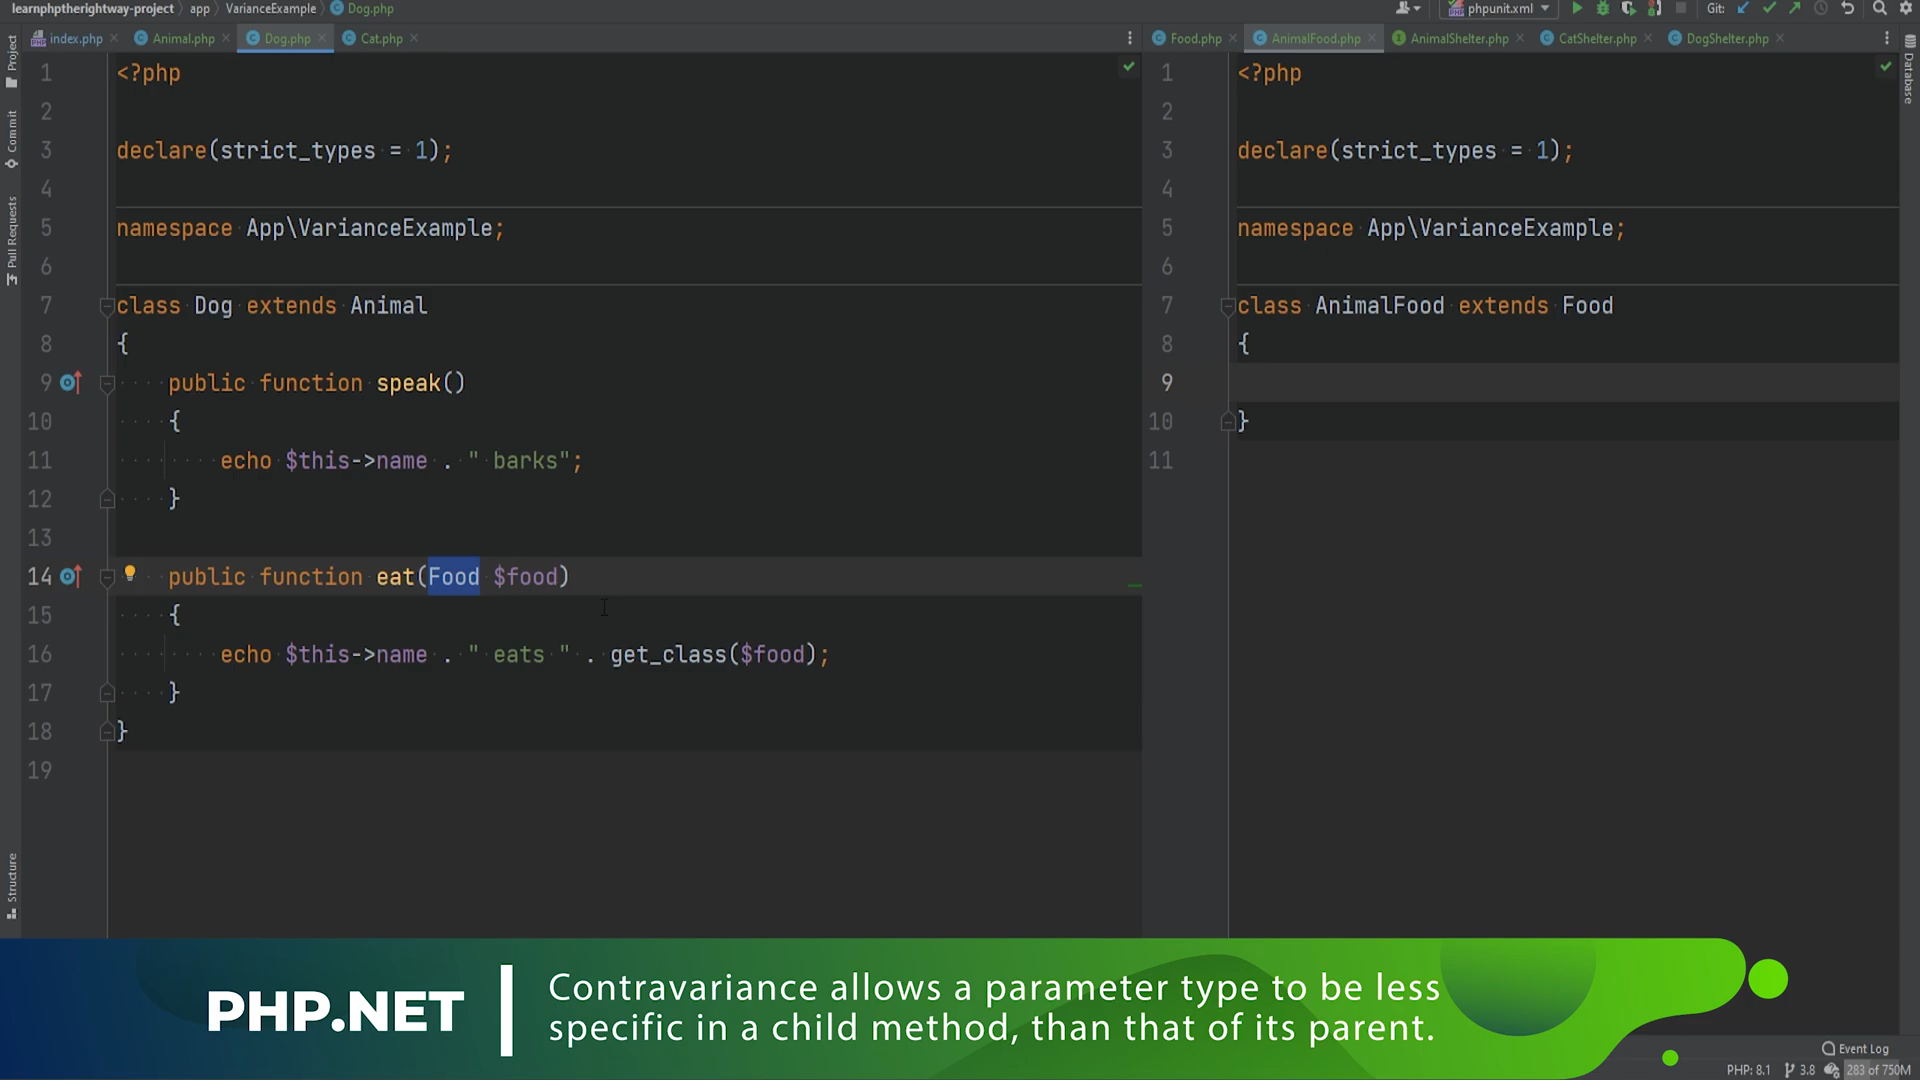 learnphptherightway-project app VarianceExample Dog.php
phpunit.xml Git:
index.php Animal.php Dog.php Cat.php
Food.php AnimalFood.php AnimalShelter.php CatShelter.php DogShelter.php
Project
Commit
Pull Requests
Structure
Database
1 <?php
2
3 declare(strict_types = 1);
4
5 namespace App\VarianceExample;
6
7 class Dog extends Animal
8 {
9 public function speak()
10 {
11 echo $this->name . " barks";
12 }
13
14 public function eat(Food $food)
15 {
16 echo $this->name . " eats " . get_class($food);
17 }
18 }
19
1 <?php
2
3 declare(strict_types = 1);
4
5 namespace App\VarianceExample;
6
7 class AnimalFood extends Food
8 {
9
10 }
11
PHP.NET
Contravariance allows a parameter type to be less
specific in a child method, than that of its parent.
Event Log
PHP: 8.1 3.8 283 of 750M